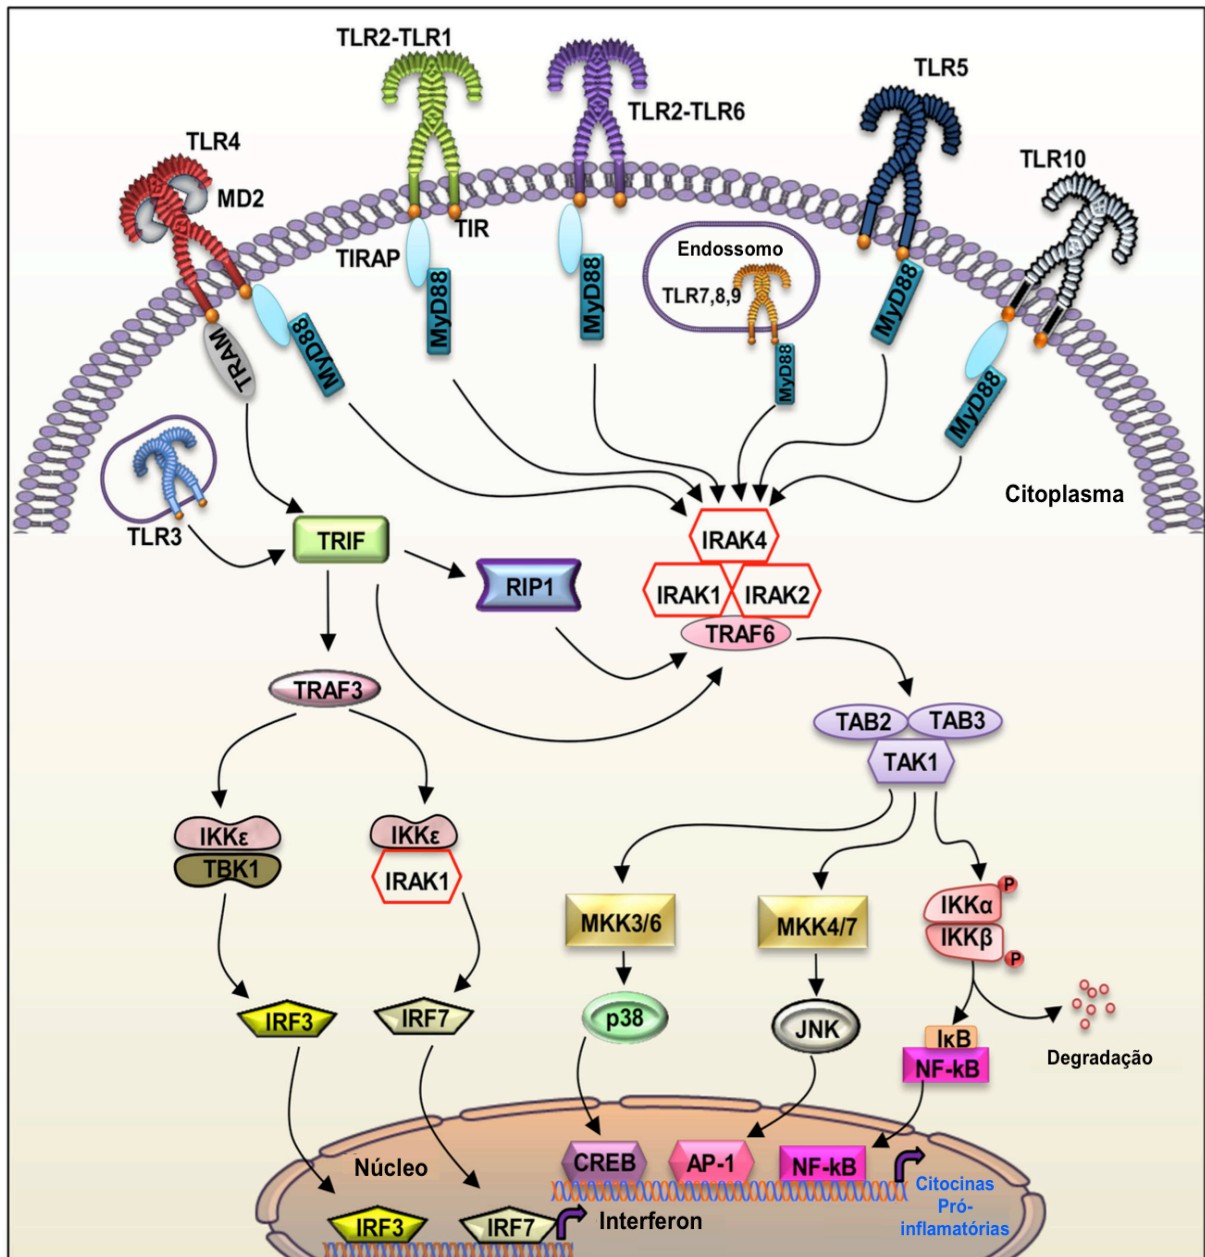 TLR2-TLR1
TLR2-TLR6
TLR5
TLR4
MD2
TLR10
TIR
TIRAP
MyD88
MyD88
Endossomo
TLR7,8,9
MyD88
MyD88
MyD88
TRAM
MyD88
TLR3
Citoplasma
TRIF
RIP1
IRAK4
IRAK1
IRAK2
TRAF6
TRAF3
TAB2
TAB3
TAK1
IKKε
TBK1
IKKε
IRAK1
MKK3/6
MKK4/7
IKKα
P
IKKβ
P
IRF3
IRF7
p38
JNK
IκB
NF-kB
Degradação
Núcleo
CREB
AP-1
NF-kB
Citocinas
Pró-
inflamatórias
IRF3
IRF7
Interferon